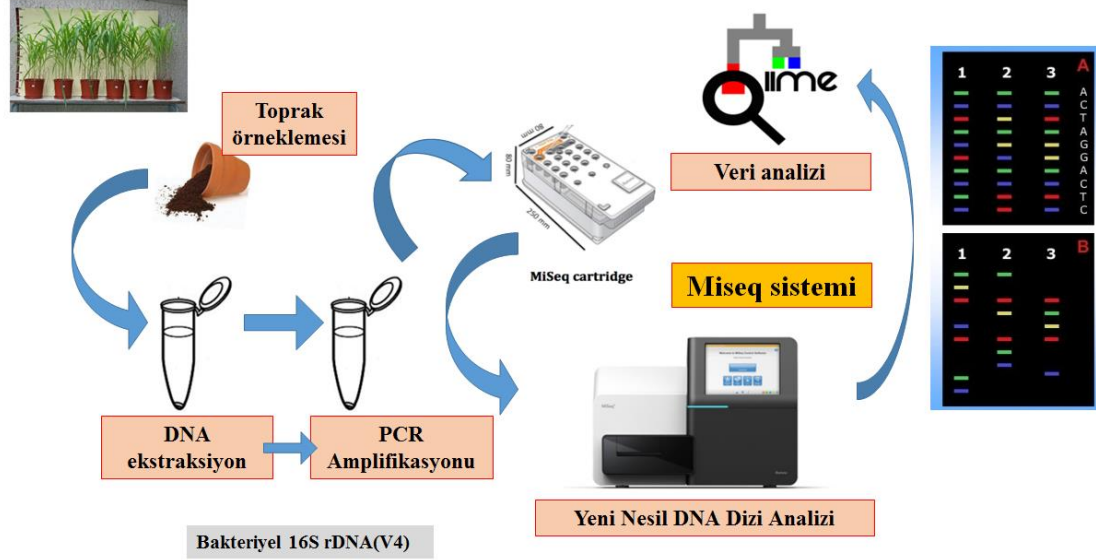 Toprak
örneklemesi
DNA
ekstraksiyon
PCR
Amplifikasyonu
Bakteriyel 16S rDNA(V4)
80 mm
80 mm
250 mm
MiSeq cartridge
Miseq sistemi
Yeni Nesil DNA Dizi Analizi
iime
Veri analizi
A
1 2 3
A
C
T
A
G
G
A
C
T
C
B
1 2 3